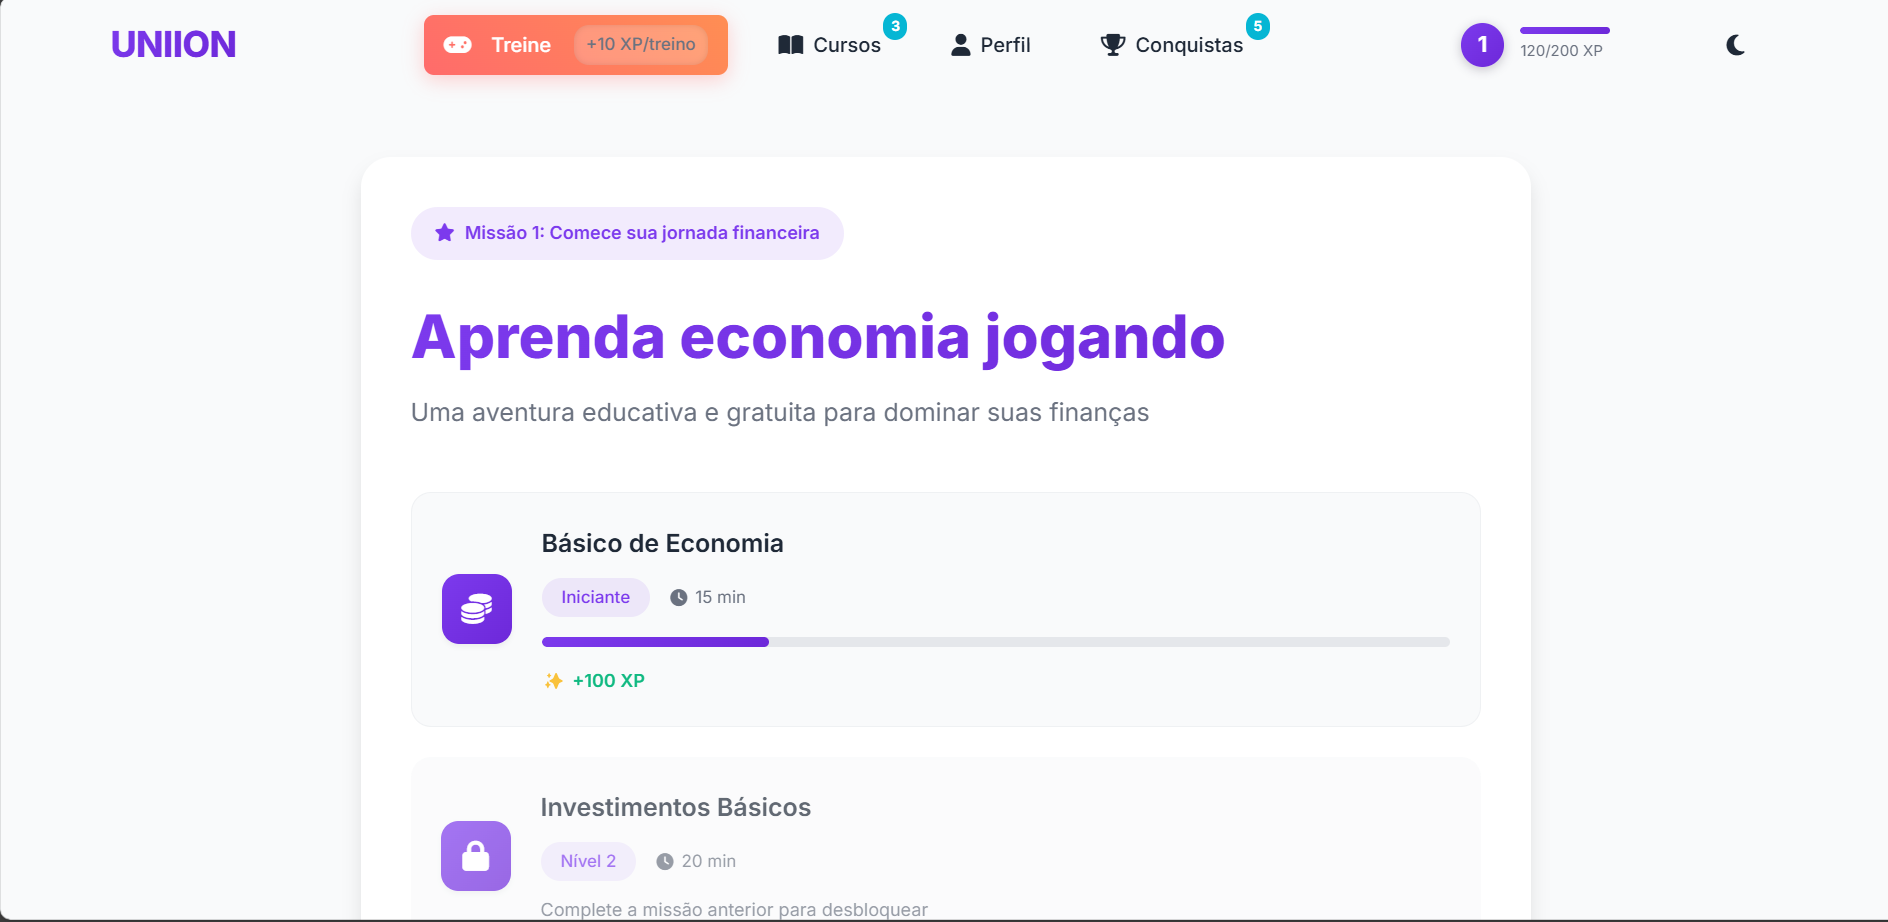 UNIION
Treine +10 XP/treino
Cursos 3
Perfil
Conquistas 5
1
120/200 XP
Missão 1: Comece sua jornada financeira
Aprenda economia jogando
Uma aventura educativa e gratuita para dominar suas finanças
Básico de Economia
Iniciante 15 min
+100 XP
Investimentos Básicos
Nível 2 20 min
Complete a missão anterior para desbloquear